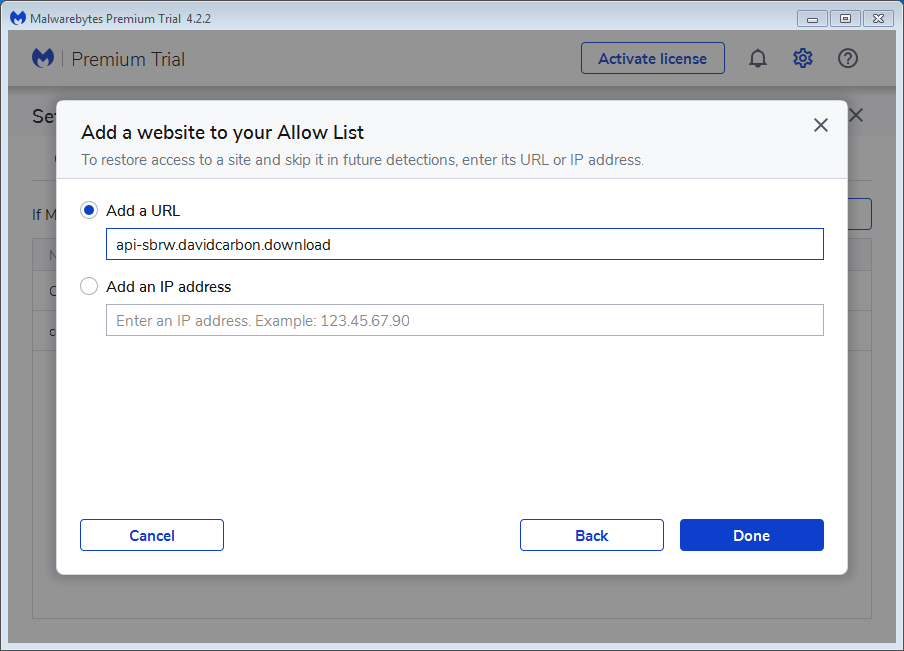 Malwarebytes Premium Trial 4.2.2
Premium Trial
Activate license
Add a website to your Allow List
To restore access to a site and skip it in future detections, enter its URL or IP address.
If M
Add a URL
api-sbrw.davidcarbon.download
Add an IP address
Enter an IP address. Example: 123.45.67.90
Cancel
Back
Done